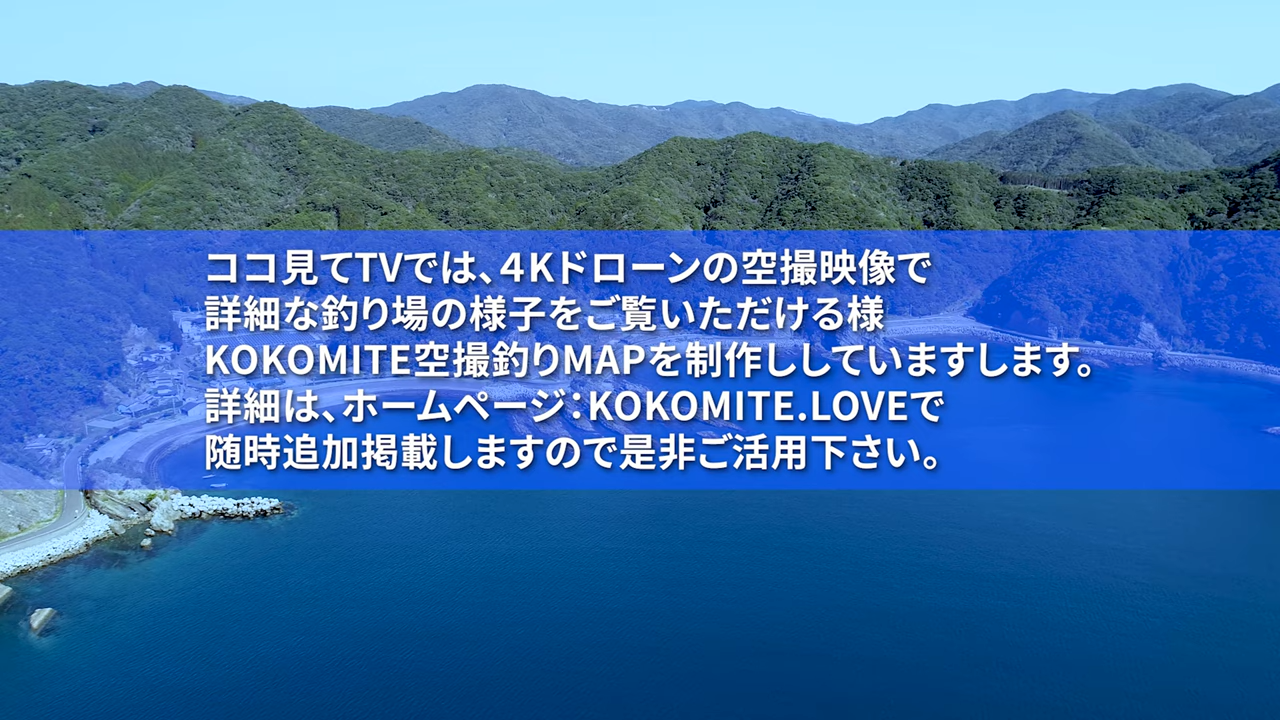 ココ見てTVでは、４Kドローンの空撮映像で
詳細な釣り場の様子をご覧いただける様
KOKOMITE空撮釣りMAPを制作ししていますします。
詳細は、ホームページ：KOKOMITE.LOVEで
随時追加掲載しますので是非ご活用下さい。